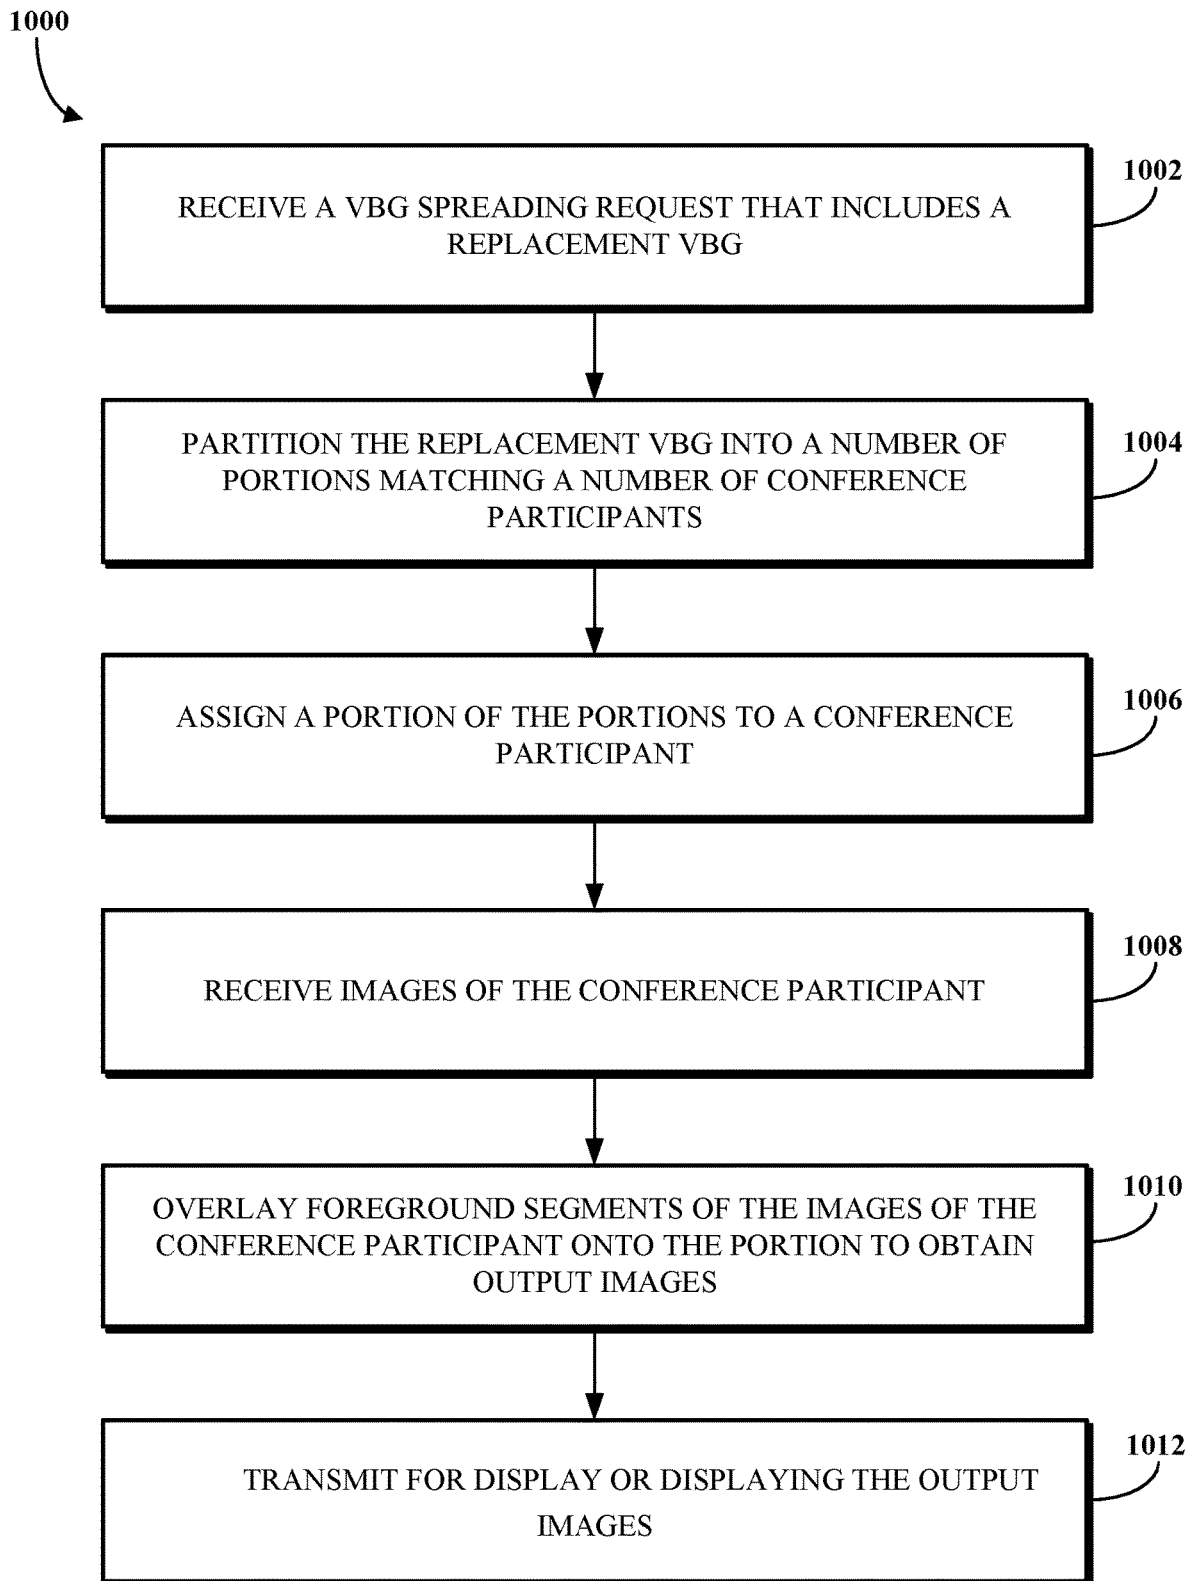 1000
1002
RECEIVE A VBG SPREADING REQUEST THAT INCLUDES A
REPLACEMENT VBG
1004
PARTITION THE REPLACEMENT VBG INTO A NUMBER OF
PORTIONS MATCHING A NUMBER OF CONFERENCE
PARTICIPANTS
1006
ASSIGN A PORTION OF THE PORTIONS TO A CONFERENCE
PARTICIPANT
1008
RECEIVE IMAGES OF THE CONFERENCE PARTICIPANT
1010
OVERLAY FOREGROUND SEGMENTS OF THE IMAGES OF THE
CONFERENCE PARTICIPANT ONTO THE PORTION TO OBTAIN
OUTPUT IMAGES
1012
TRANSMIT FOR DISPLAY OR DISPLAYING THE OUTPUT
IMAGES